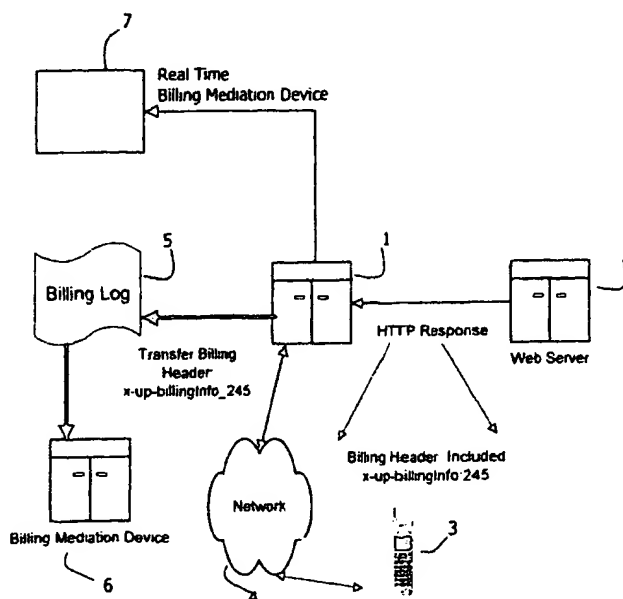 7
Real Time
Billing Mediation Device
5
1
Billing Log
HTTP Response
Web Server
Transfer Billing
Header
x-up-billingInfo_245
Billing Header Included
x-up-billingInfo:245
Network
3
Billing Mediation Device
6